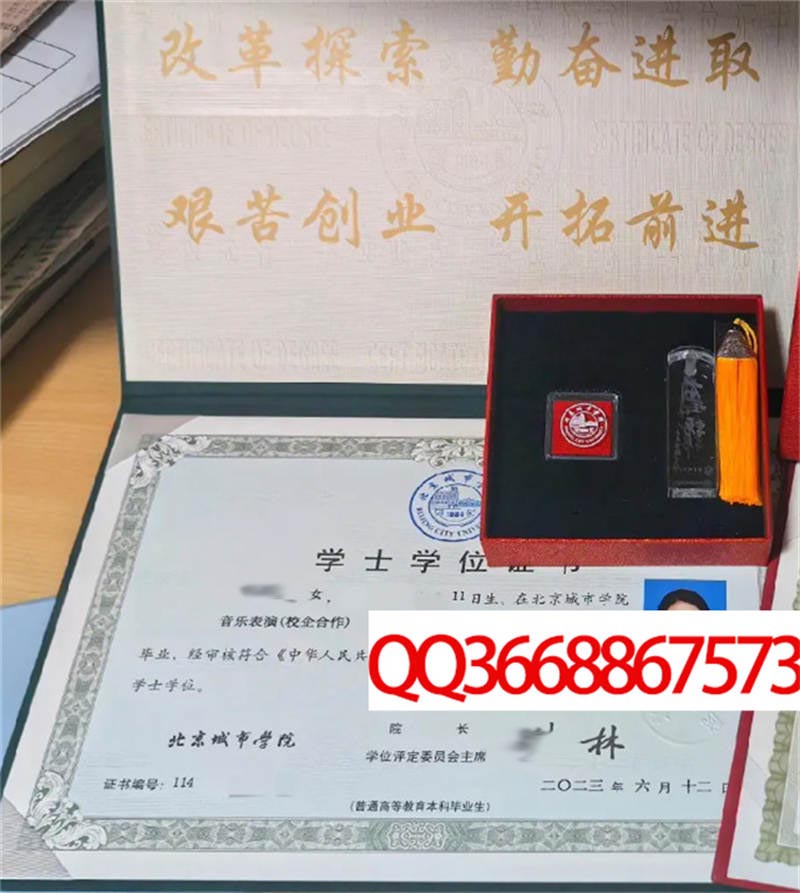 改革探索 勤奋进取
艰苦创业 开拓前进
1984
学士学位证书
女，
11日生、在北京城市学院
音乐表演(校企合作)
毕业、经审核符合《中华人民共
学士学位。
QQ3668867573
北京城市学院
院 长
学位评定委员会主席
林
证书编号：114
二〇二三年六月十二日
(普通高等教育本科毕业生)